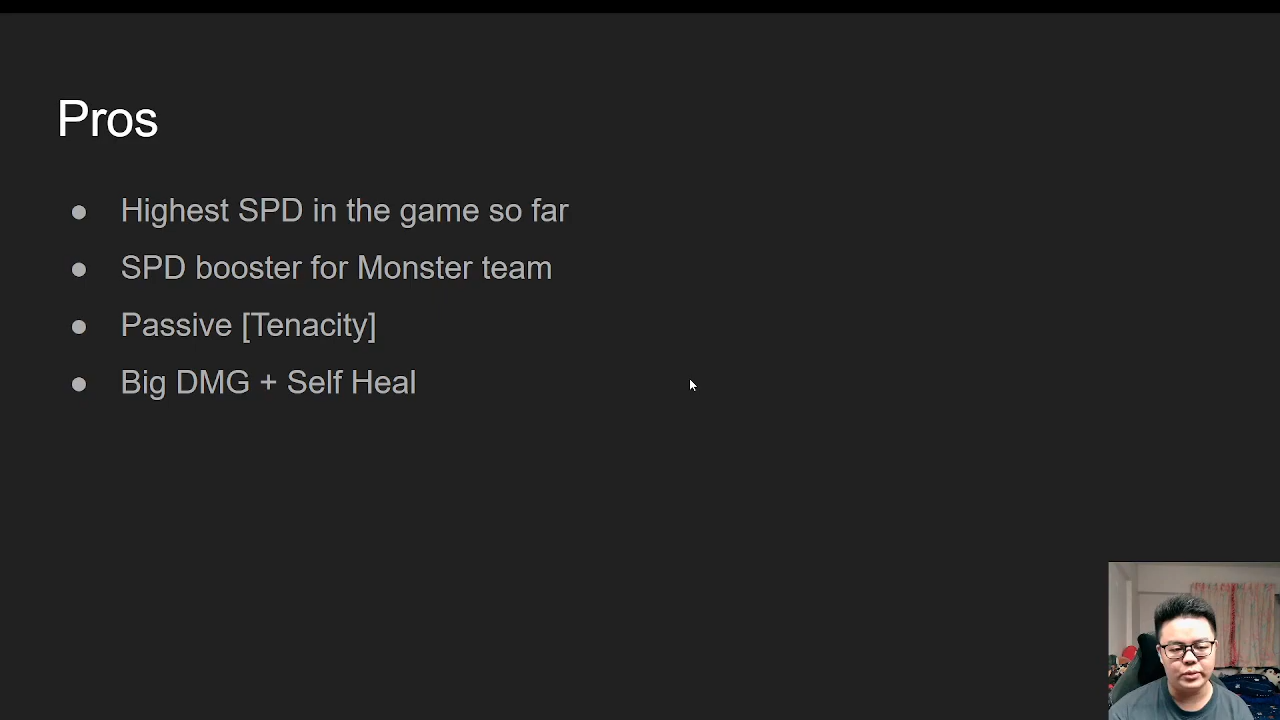 Pros
● Highest SPD in the game so far
● SPD booster for Monster team
● Passive [Tenacity]
● Big DMG + Self Heal